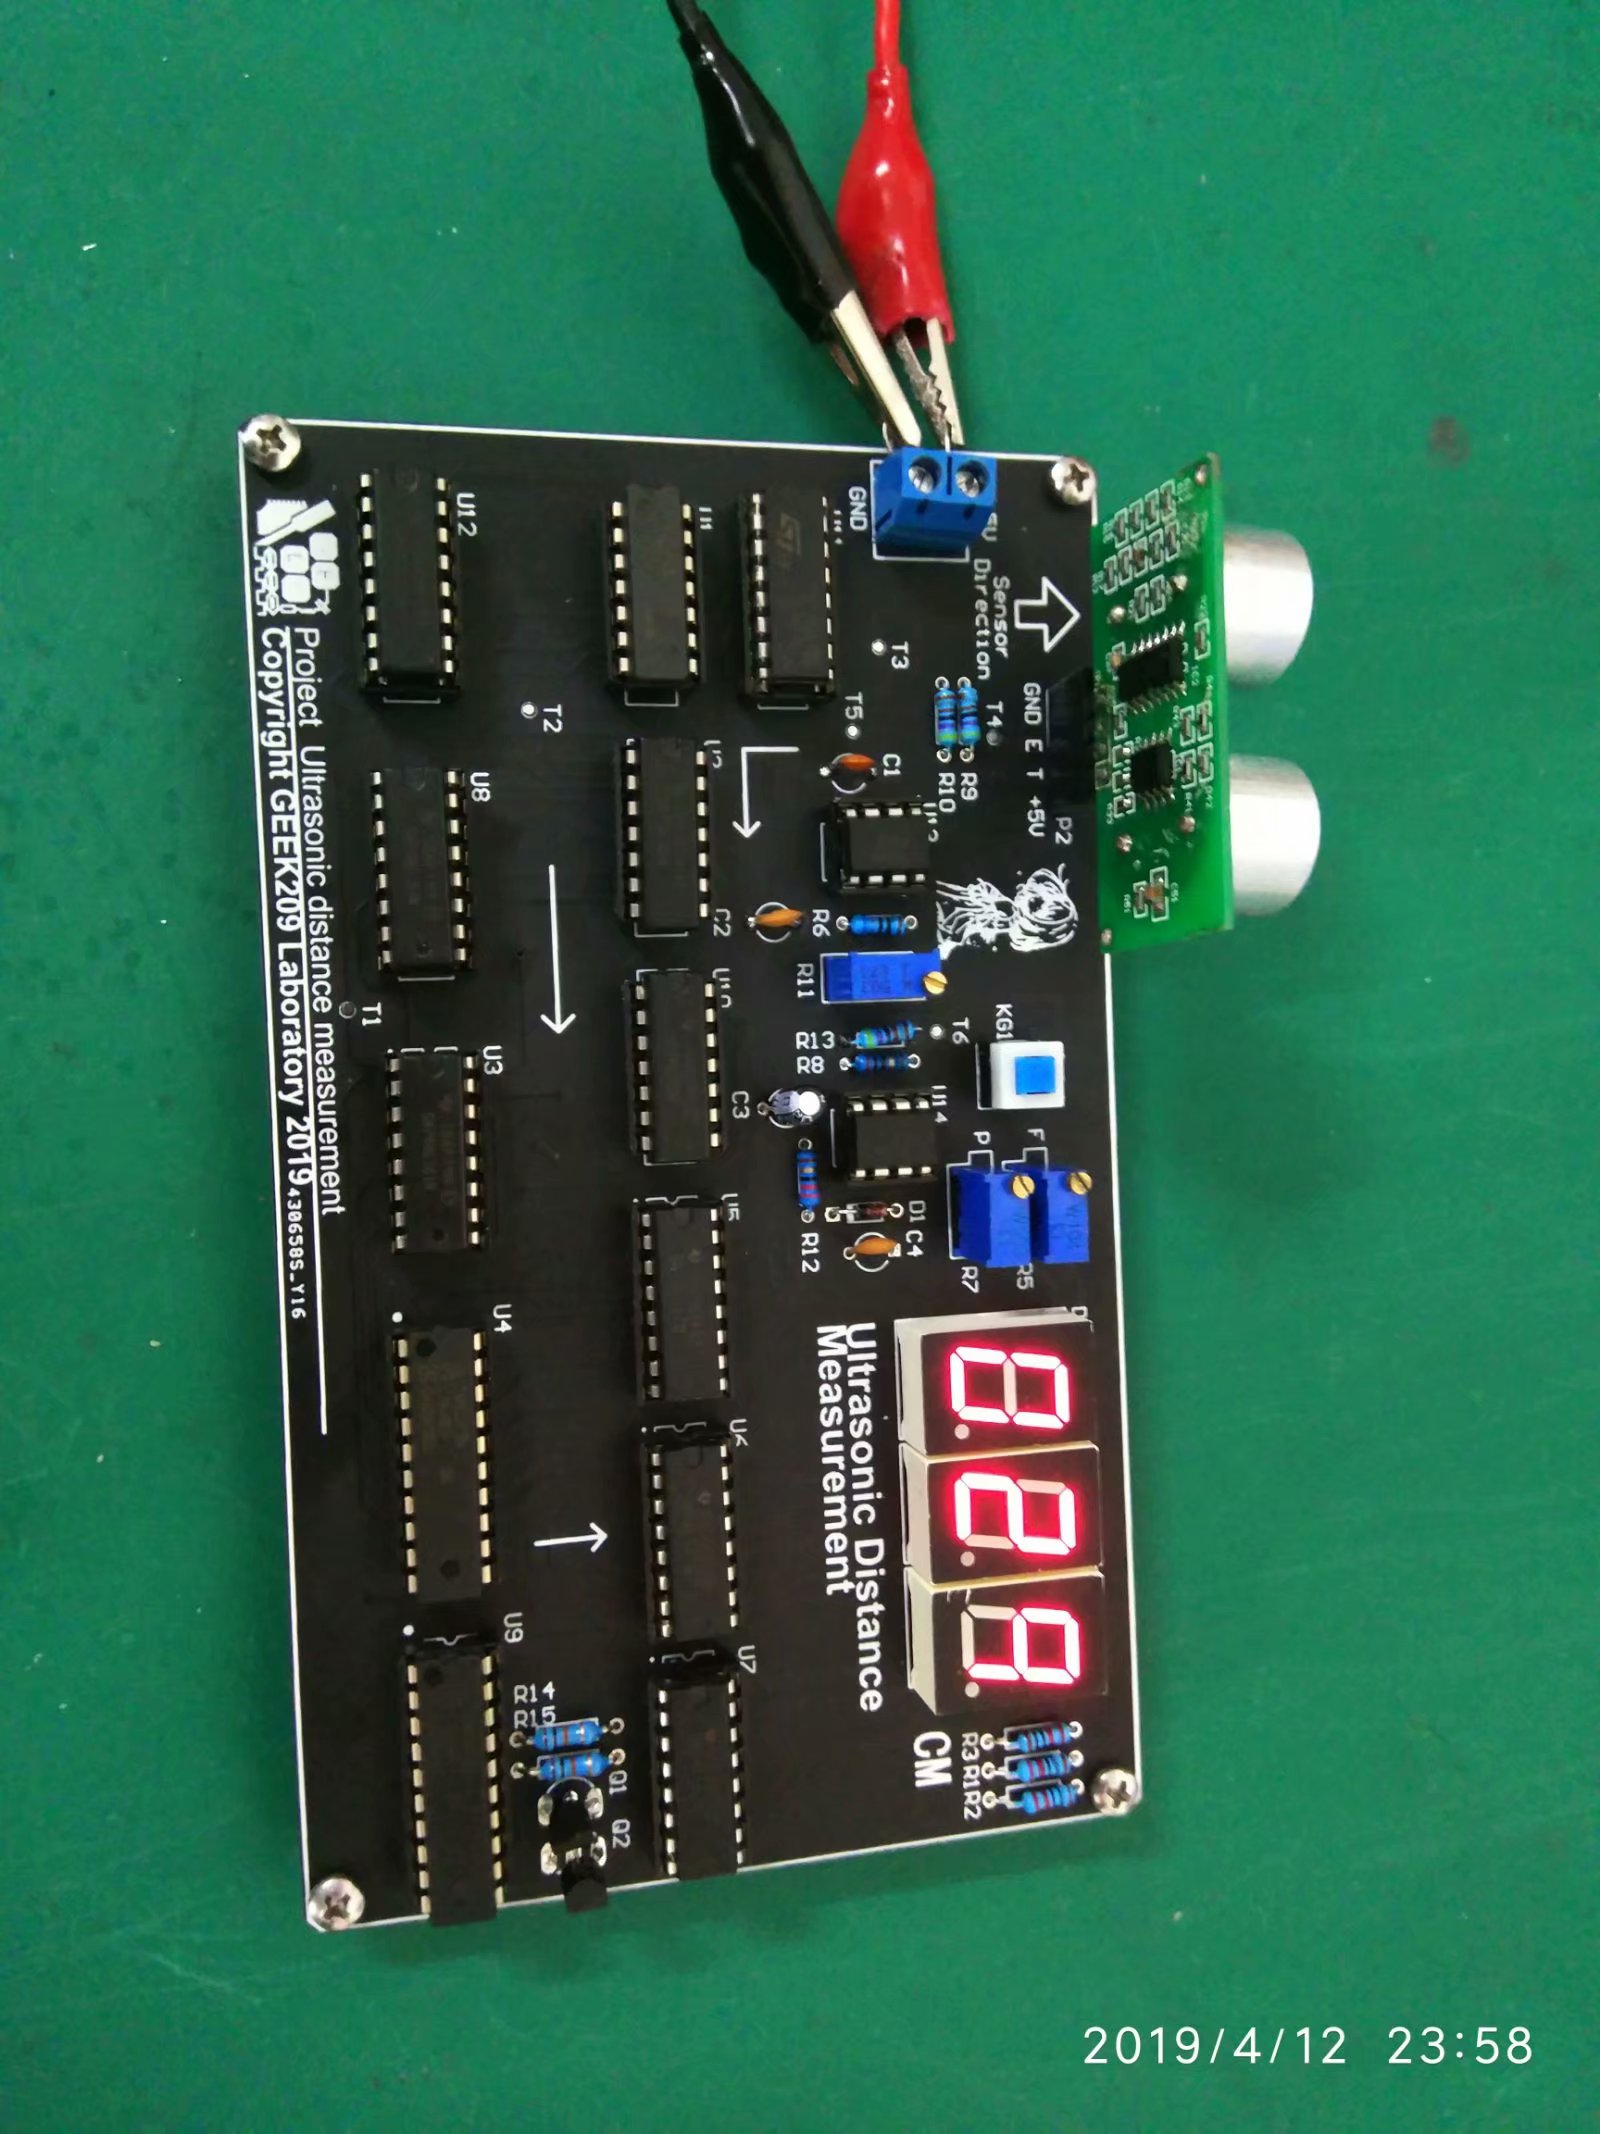 GND
Sensor
Direction
GND E T +5V
P2
T3
T4
T5
R9
R10
C1
R6
R11
C2
KG1
T6
R13
R8
C3
P
F
R12
D1
C4
R7
R5
029
Ultrasonic Distance
Measurement
CM
R3
R1
R2
U12
T2
U8
T1
U3
U4
U9
U7
R14
R15
Q1
Q2
Project Ultrasonic distance measurement
Copyright GEEK209 Laboratory 2019
430658S_Y16
2019/4/12 23:58